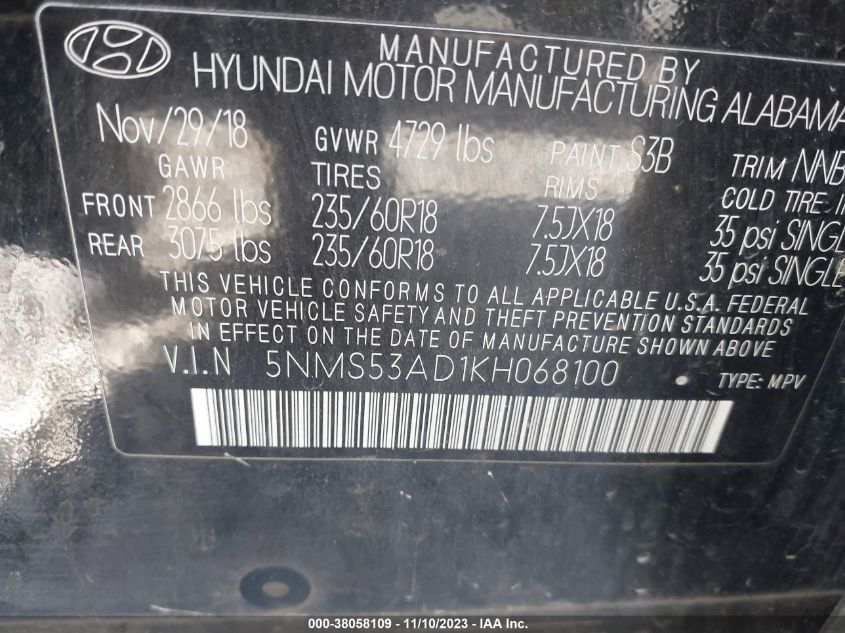 MANUFACTURED BY
HYUNDAI MOTOR MANUFACTURING ALABAMA
Nov/29/18 GVWR 4729 lbs PAINT S3B TRIM NNB
GAWR TIRES RIMS COLD TIRE
FRONT 2866 lbs 235/60R18 7.5JX18 35 psi SINGLE
REAR 3075 lbs 235/60R18 7.5JX18 35 psi SINGLE
THIS VEHICLE CONFORMS TO ALL APPLICABLE U.S.A. FEDERAL
MOTOR VEHICLE SAFETY AND THEFT PREVENTION STANDARDS
IN EFFECT ON THE DATE OF MANUFACTURE SHOWN ABOVE
V.I.N 5NMS53AD1KH068100 TYPE: MPV
000-38058109 - 11/10/2023 - IAA Inc.